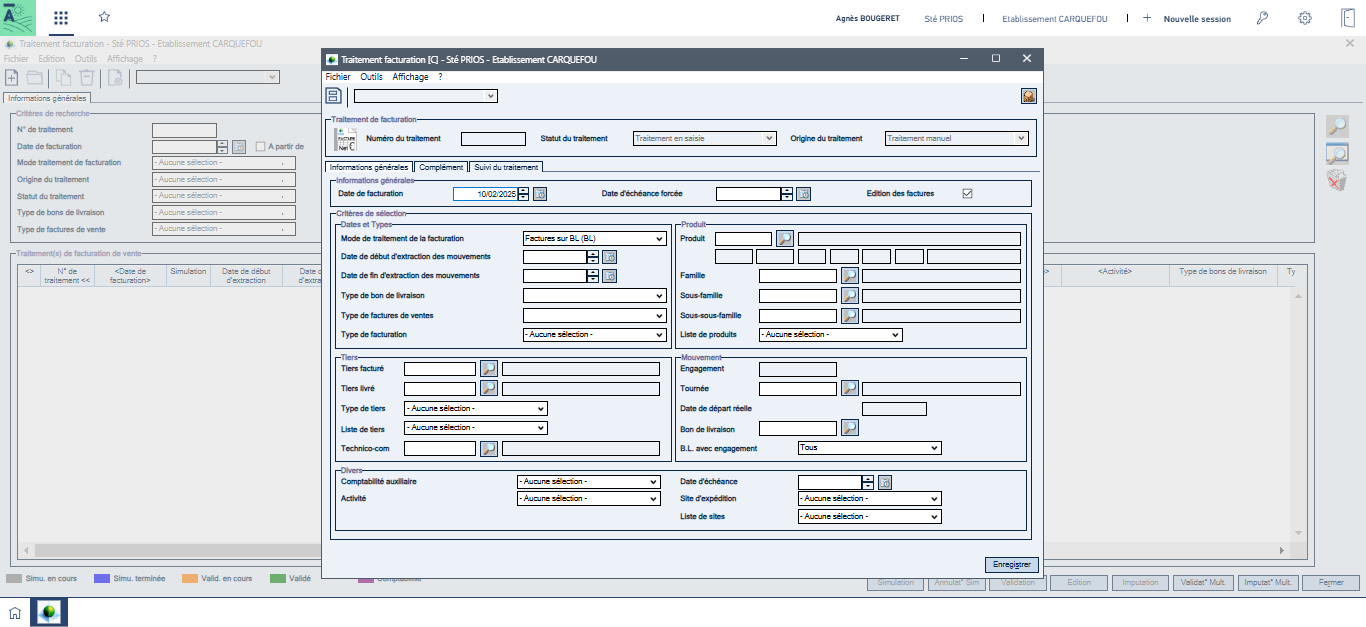 Agnès BOUGERET Sté PRIOS Etablissement CARQUEFOU Nouvelle session
Traitement facturation - Sté PRIOS - Etablissement CARQUEFOU
Fichier Edition Outils Affichage ?
Informations générales
Critères de recherche
N° de traitement
Date de facturation A partir de
Mode traitement de facturation - Aucune sélection -
Origine du traitement - Aucune sélection -
Statut du traitement - Aucune sélection -
Type de bons de livraison - Aucune sélection -
Type de factures de vente - Aucune sélection -
Traitement(s) de facturation de vente
<> N° de traitement << <Date de facturation> Simulation Date de début d'extraction <Activité> Type de bons de livraison Ty
Traitement facturation [C] - Sté PRIOS - Etablissement CARQUEFOU
Fichier Outils Affichage ?
Traitement de facturation
Numéro du traitement Statut du traitement Traitement en saisie Origine du traitement Traitement manuel
Informations générales Complément Suivi du traitement
Informations générales
Date de facturation 10/02/2025 Date d'échéance forcée Edition des factures
Critères de sélection
Dates et Types
Mode de traitement de la facturation Factures sur BL (BL)
Date de début d'extraction des mouvements
Date de fin d'extraction des mouvements
Type de bon de livraison
Type de factures de ventes
Type de facturation - Aucune sélection -
Produit
Produit
Famille
Sous-famille
Sous-sous-famille
Liste de produits - Aucune sélection -
Tiers
Tiers facturé
Tiers livré
Type de tiers - Aucune sélection -
Liste de tiers - Aucune sélection -
Technico-com
Mouvement
Engagement
Tournée
Date de départ réelle
Bon de livraison
B.L. avec engagement Tous
Divers
Comptabilité auxiliaire - Aucune sélection - Date d'échéance
Activité - Aucune sélection - Site d'expédition - Aucune sélection -
Liste de sites - Aucune sélection -
Enregistrer
Simu. en cours Simu. terminée Valid. en cours Validé
Simulation Annulat° Sim Validation Edition Imputation Validat° Mult. Imputat° Mult. Fermer